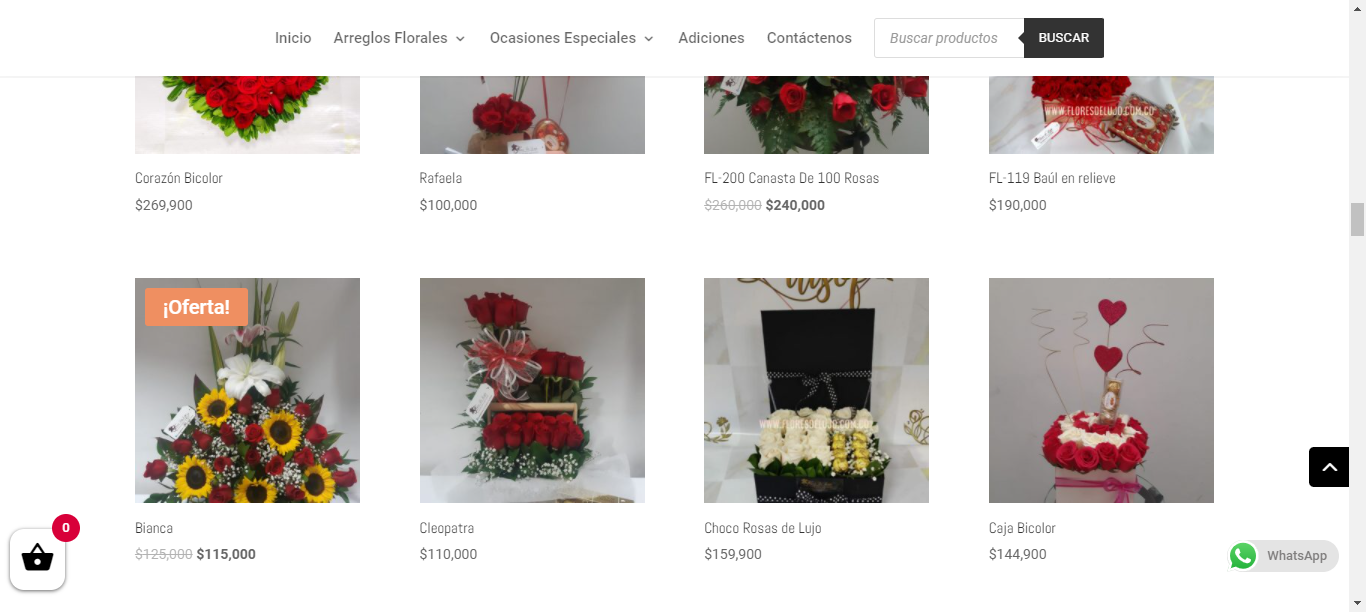 Inicio
Arreglos Florales
Ocasiones Especiales
Adiciones
Contáctenos
Buscar productos
BUSCAR
WWW.FLORESDELUJO.COM.CO
Corazón Bicolor
Rafaela
FL-200 Canasta De 100 Rosas
FL-119 Baúl en relieve
$269,900
$100,000
$260,000 $240,000
$190,000
¡Oferta!
WWW.FLORESDELUJO.COM.CO
Bianca
Cleopatra
Choco Rosas de Lujo
Caja Bicolor
$125,000 $115,000
$110,000
$159,900
$144,900
0
WhatsApp